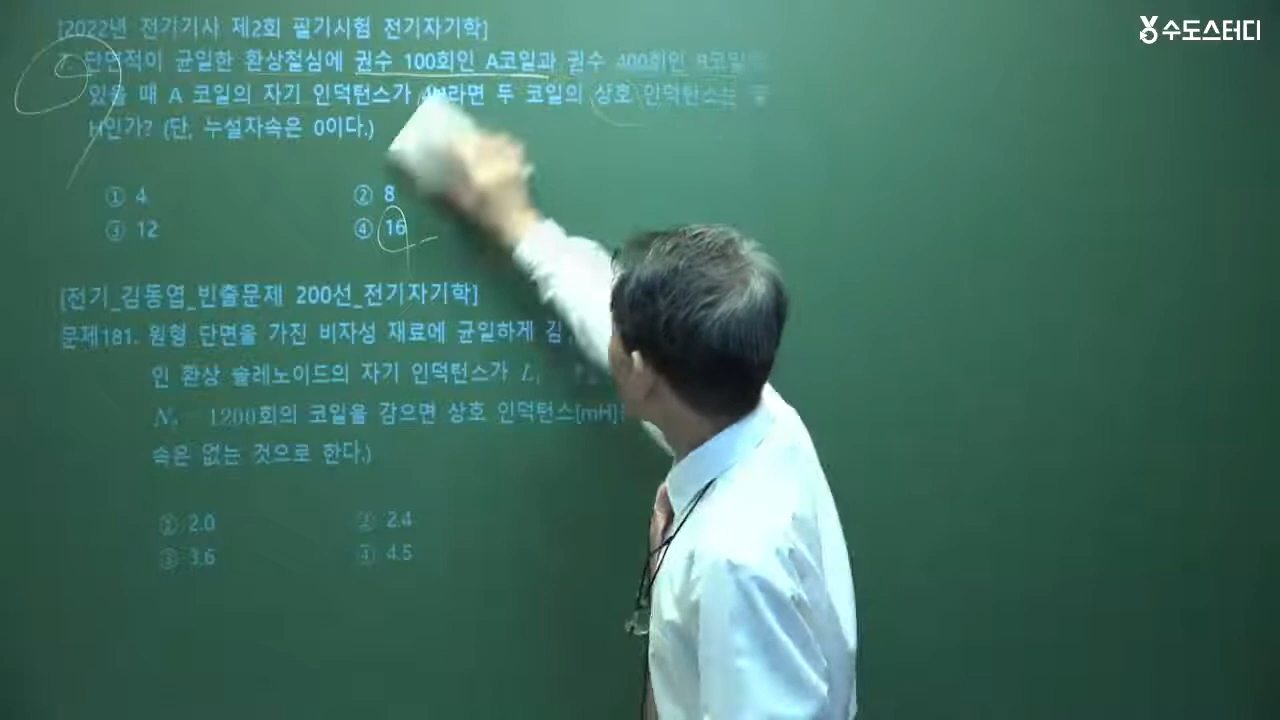 수도스터디
[2022년 전기기사 제2회 필기시험 전기자기학]
단면적이 균일한 환상철심에 권수 100회인 A코일과 권수 400회인 B코일이
있을 때 A 코일의 자기 인덕턴스가 라면 두 코일의 상호 인덕턴스는
H인가? (단, 누설자속은 0이다.)
① 4 ② 8
③ 12 ④ 16
[전기_김동엽_빈출문제 200선_전기자기학]
문제181. 원형 단면을 가진 비자성 재료에 균일하게
인 환상 솔레노이드의 자기 인덕턴스가 L₁
1200회의 코일을 감으면 상호 인덕턴스[mH]
속은 없는 것으로 한다.)
① 2.0 ② 2.4
③ 3.6 ④ 4.5